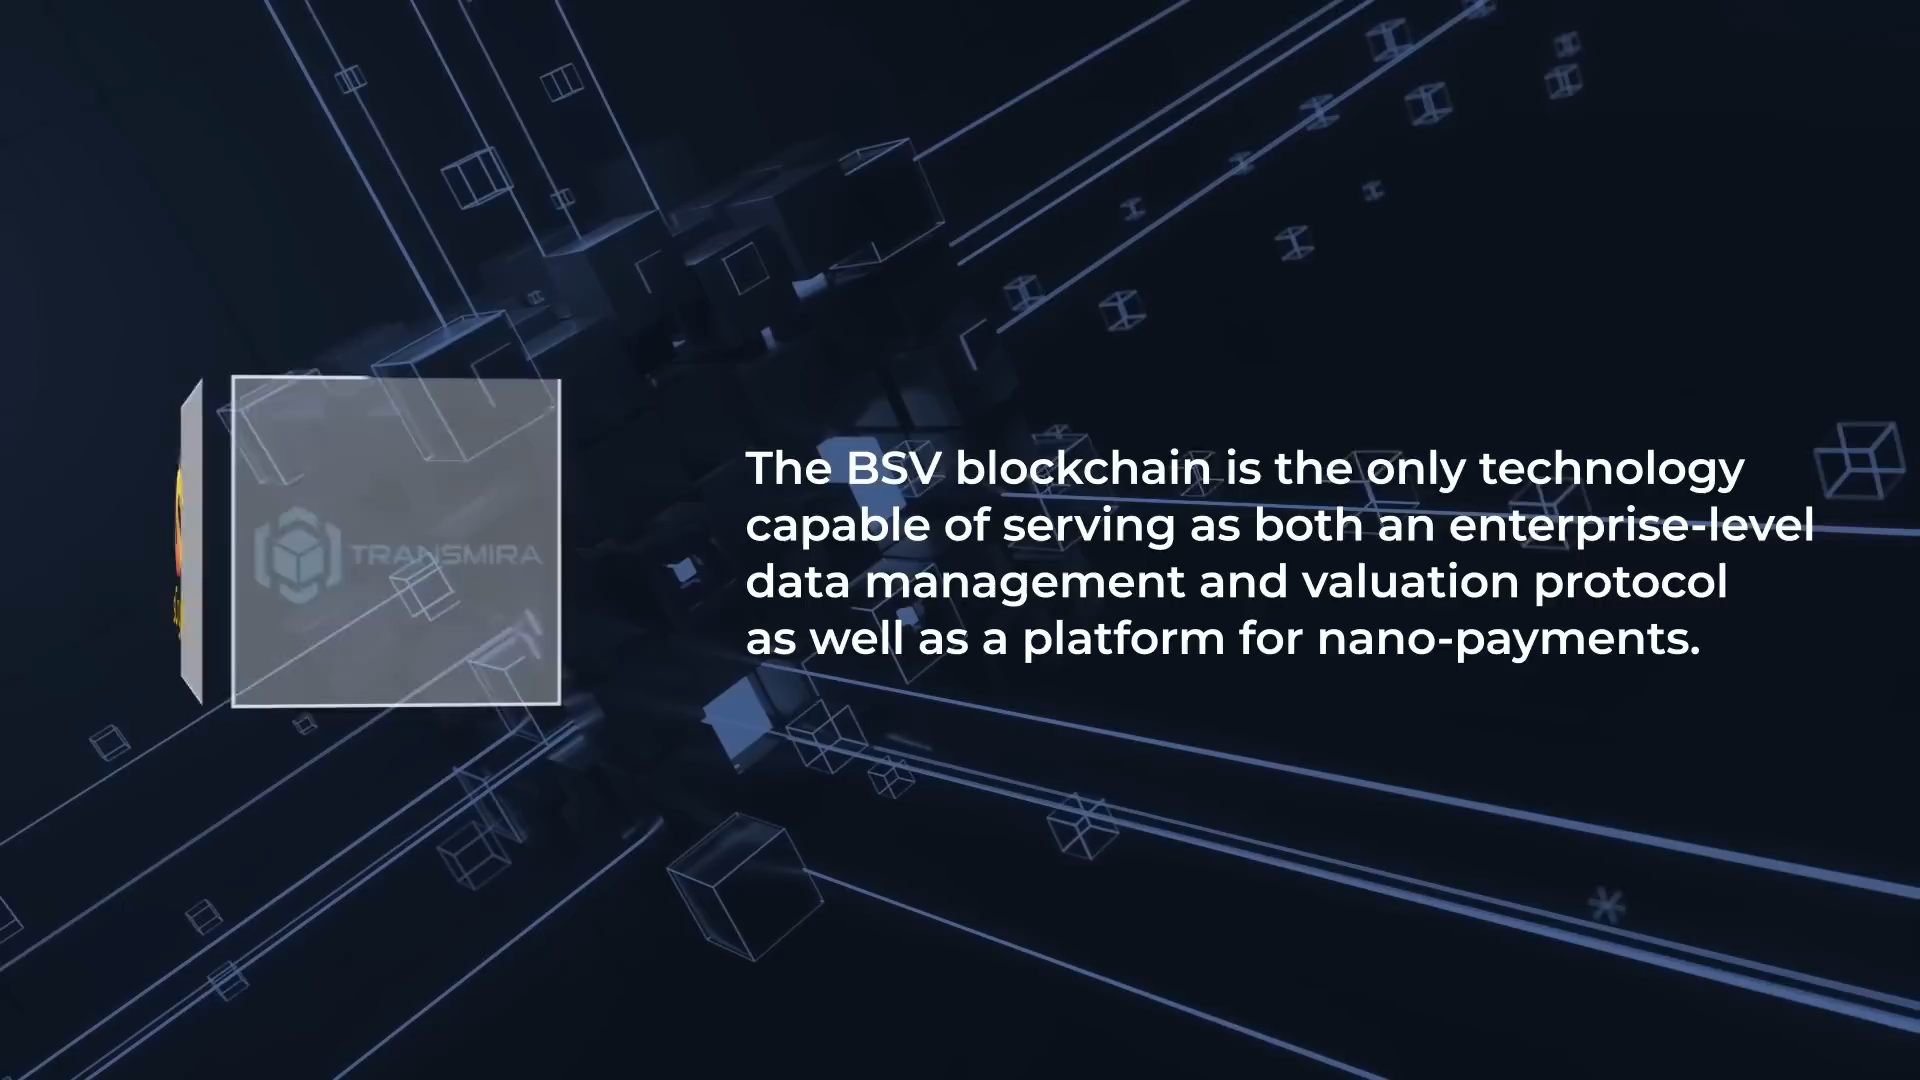 TRANSMIRA
The BSV blockchain is the only technology
capable of serving as both an enterprise-level
data management and valuation protocol
as well as a platform for nano-payments.